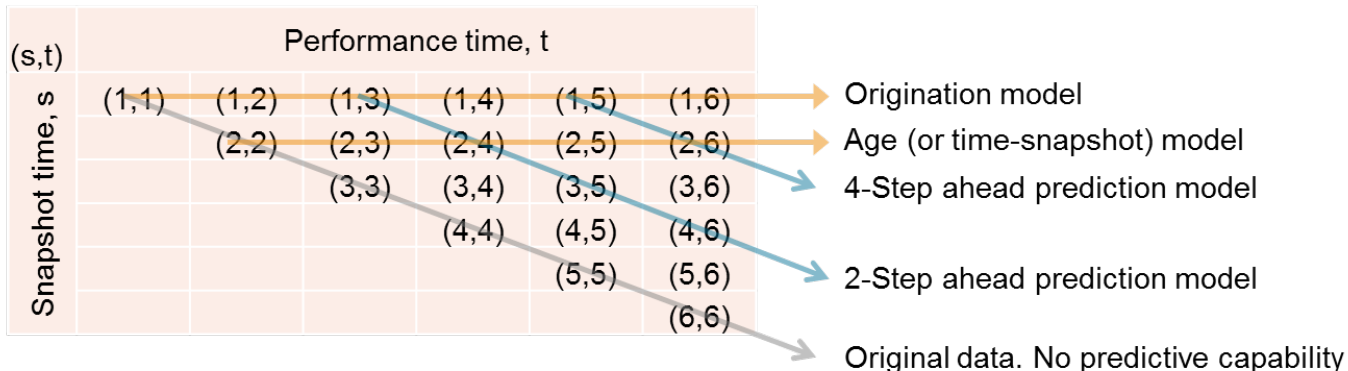 (s,t) Performance time, t
Snapshot time, s
(1,1) (1,2) (1,3) (1,4) (1,5) (1,6) Origination model
(2,2) (2,3) (2,4) (2,5) (2,6) Age (or time-snapshot) model
(3,3) (3,4) (3,5) (3,6) 4-Step ahead prediction model
(4,4) (4,5) (4,6)
(5,5) (5,6) 2-Step ahead prediction model
(6,6)
Original data. No predictive capability